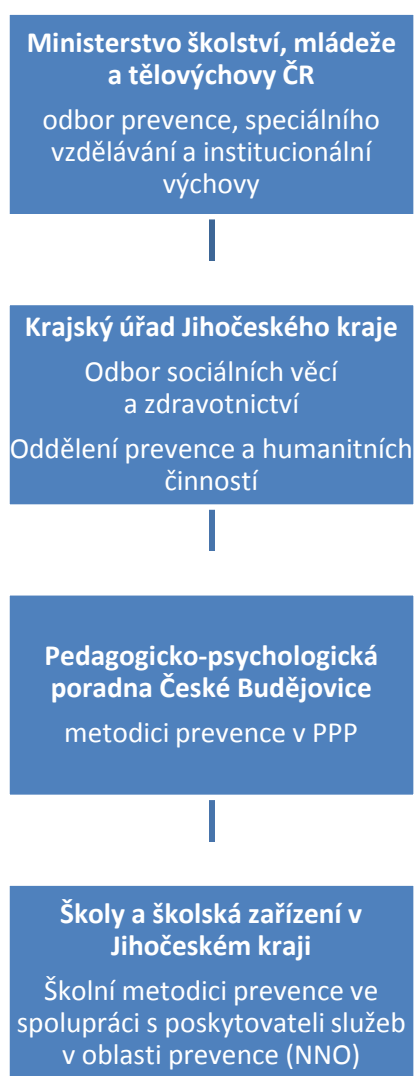 Ministerstvo školství, mládeže
a tělovýchovy ČR
odbor prevence, speciálního
vzdělávání a institucionální
výchovy
Krajský úřad Jihočeského kraje
Odbor sociálních věcí
a zdravotnictví
Oddělení prevence a humanitních
činností
Pedagogicko-psychologická
poradna České Budějovice
metodici prevence v PPP
Školy a školská zařízení v
Jihočeském kraji
Školní metodici prevence ve
spolupráci s poskytovateli služeb
v oblasti prevence (NNO)